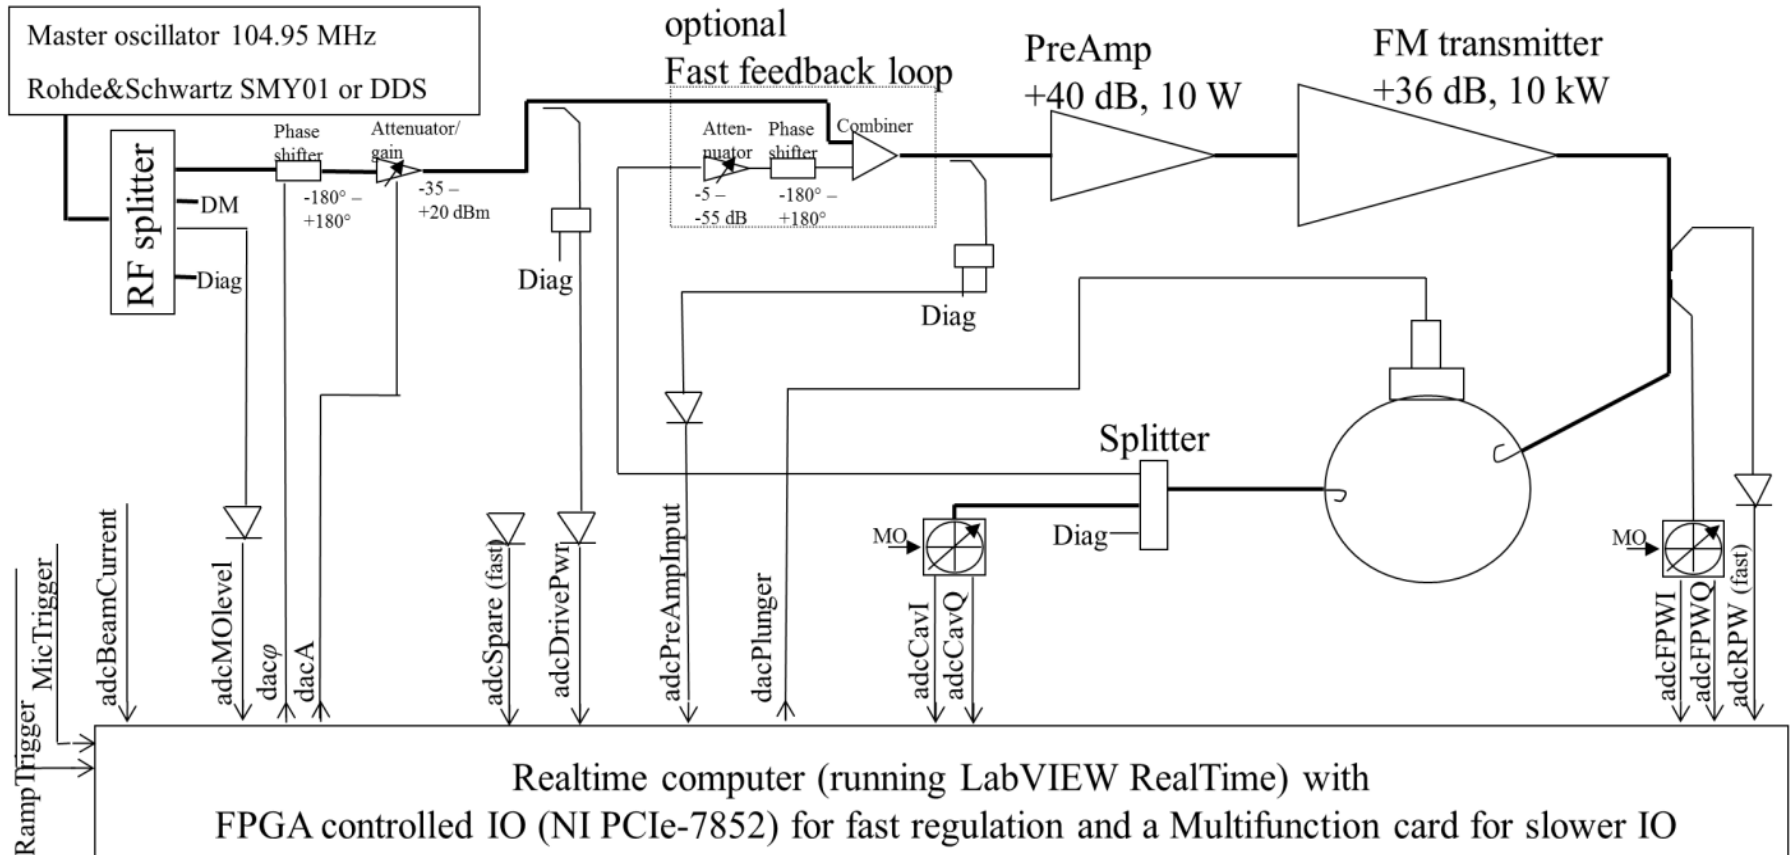 Master oscillator 104.95 MHz
Rohde&Schwartz SMY01 or DDS
optional
Fast feedback loop
PreAmp
+40 dB, 10 W
FM transmitter
+36 dB, 10 kW
RF splitter
Phase
shifter
-180° –
+180°
Attenuator/
gain
-35 –
+20 dBm
DM
Diag
Diag
Atten-
nuator
-5 –
-55 dB
Phase
shifter
-180° –
+180°
Combiner
Diag
Splitter
Diag
MO
MO
RampTrigger
MicTrigger
adcBeamCurrent
adcMOlevel
dacφ
dacA
adcSpare (fast)
adcDrivePwr
adcPreAmpInput
dacPlunger
adcCavI
adcCavQ
adcFPWI
adcFPWQ
adcRPW (fast)
Realtime computer (running LabVIEW RealTime) with
FPGA controlled IO (NI PCIe-7852) for fast regulation and a Multifunction card for slower IO